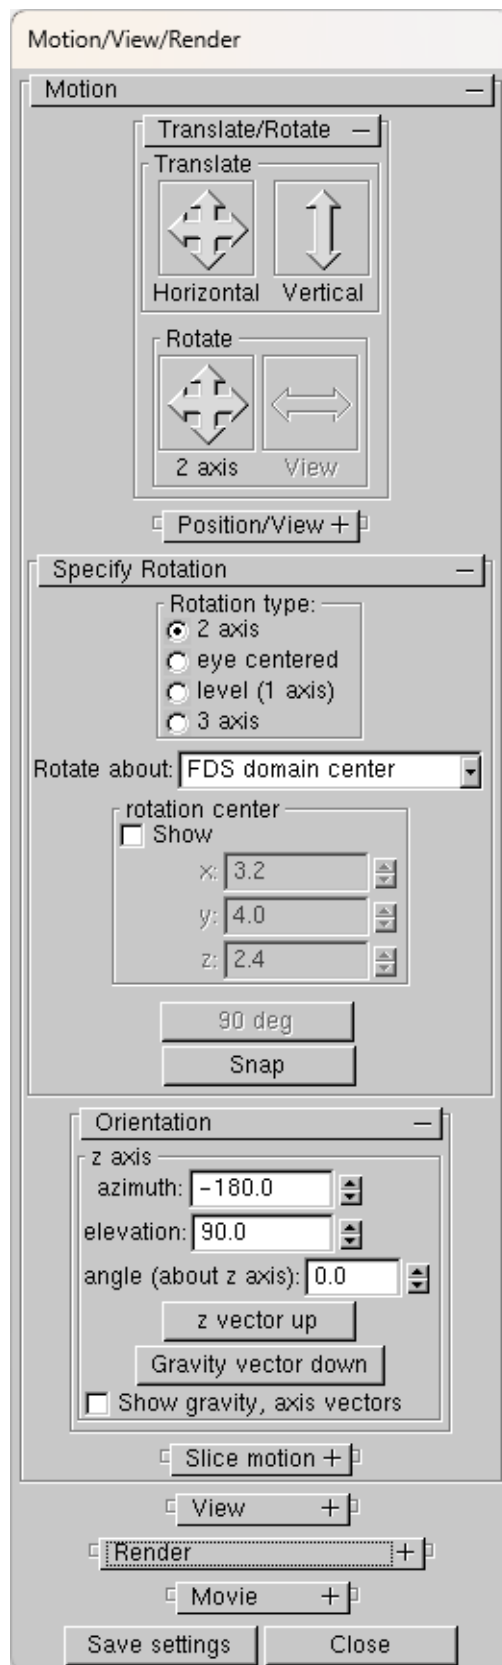 Motion/View/Render
Motion
Translate/Rotate
Translate
Horizontal Vertical
Rotate
2 axis View
Position/View
Specify Rotation
Rotation type:
2 axis
eye centered
level (1 axis)
3 axis
Rotate about: FDS domain center
rotation center
Show
x: 3.2
y: 4.0
z: 2.4
90 deg
Snap
Orientation
z axis
azimuth: -180.0
elevation: 90.0
angle (about z axis): 0.0
z vector up
Gravity vector down
Show gravity, axis vectors
Slice motion
View
Render
Movie
Save settings Close